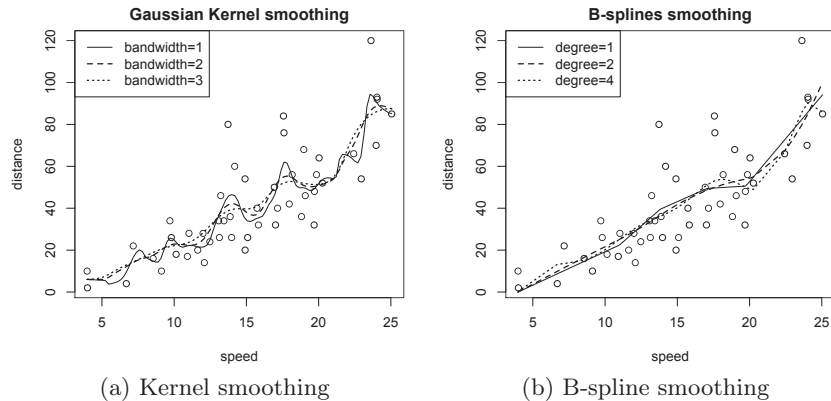 Gaussian Kernel smoothing
bandwidth=1
bandwidth=2
bandwidth=3
distance
120
100
80
60
40
20
0
5 10 15 20 25
speed
(a) Kernel smoothing
B-splines smoothing
degree=1
degree=2
degree=4
distance
120
100
80
60
40
20
0
5 10 15 20 25
speed
(b) B-spline smoothing